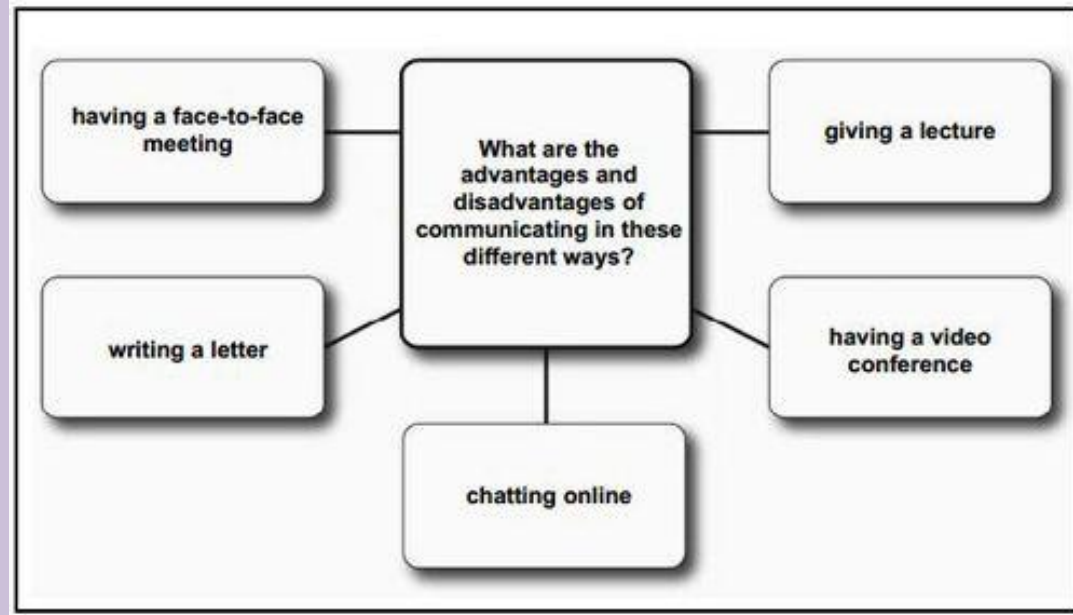 having a face-to-face
meeting
What are the
advantages and
disadvantages of
communicating in these
different ways?
giving a lecture
writing a letter
having a video
conference
chatting online